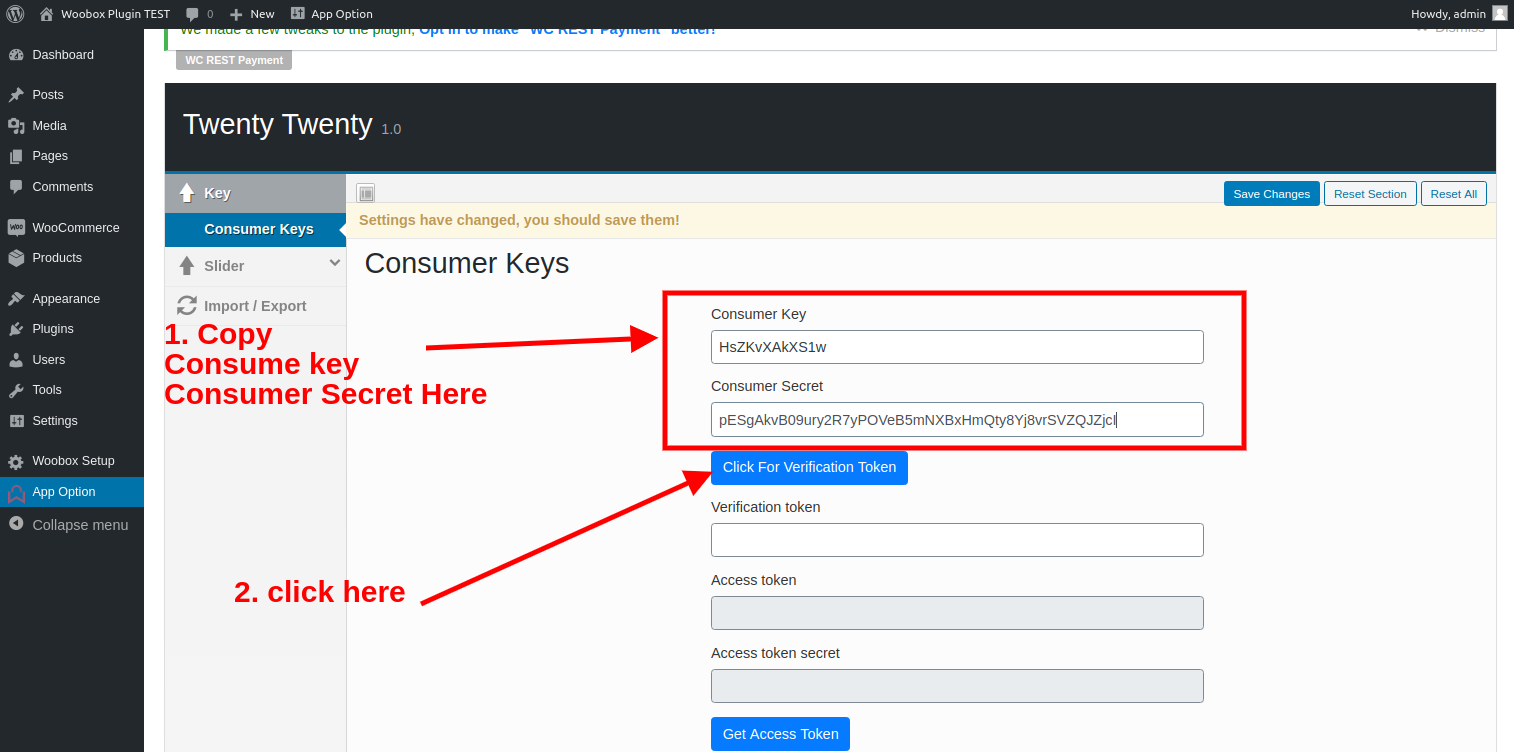 Woobox Plugin TEST 0 New App Option Howdy, admin
We made a few tweaks to the plugin, Opt in to make "WC REST Payment" better! Dismiss
WC REST Payment
Dashboard
Posts
Media
Pages
Comments
WooCommerce
Products
Appearance
Plugins
Users
Tools
Settings
Woobox Setup
App Option
Collapse menu
Twenty Twenty 1.0
Key
Consumer Keys
Slider
Import / Export
Save Changes Reset Section Reset All
Settings have changed, you should save them!
Consumer Keys
1. Copy
Consume key
Consumer Secret Here
Consumer Key
HsZKvXAkXS1w
Consumer Secret
pESgAkvB09ury2R7yPOVeB5mNXBxHmQty8Yj8vrSVZQJZjcI
2. click here
Click For Verification Token
Verification token
Access token
Access token secret
Get Access Token